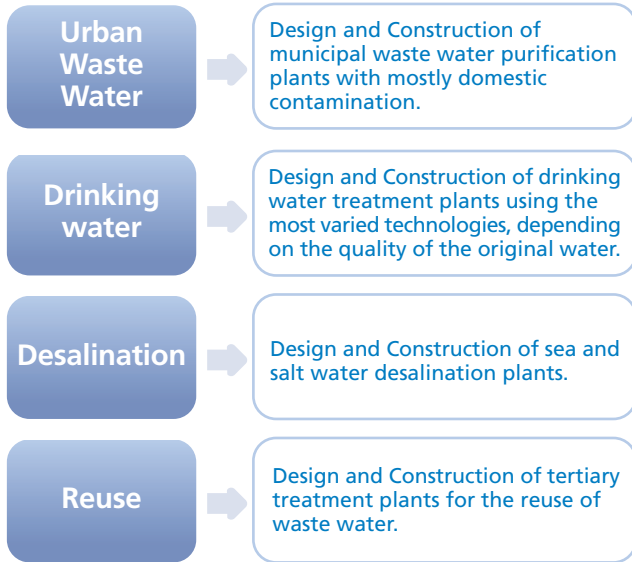 Urban
Waste
Water
Design and Construction of
municipal waste water purification
plants with mostly domestic
contamination.
Drinking
water
Design and Construction of drinking
water treatment plants using the
most varied technologies, depending
on the quality of the original water.
Desalination
Design and Construction of sea and
salt water desalination plants.
Reuse
Design and Construction of tertiary
treatment plants for the reuse of
waste water.